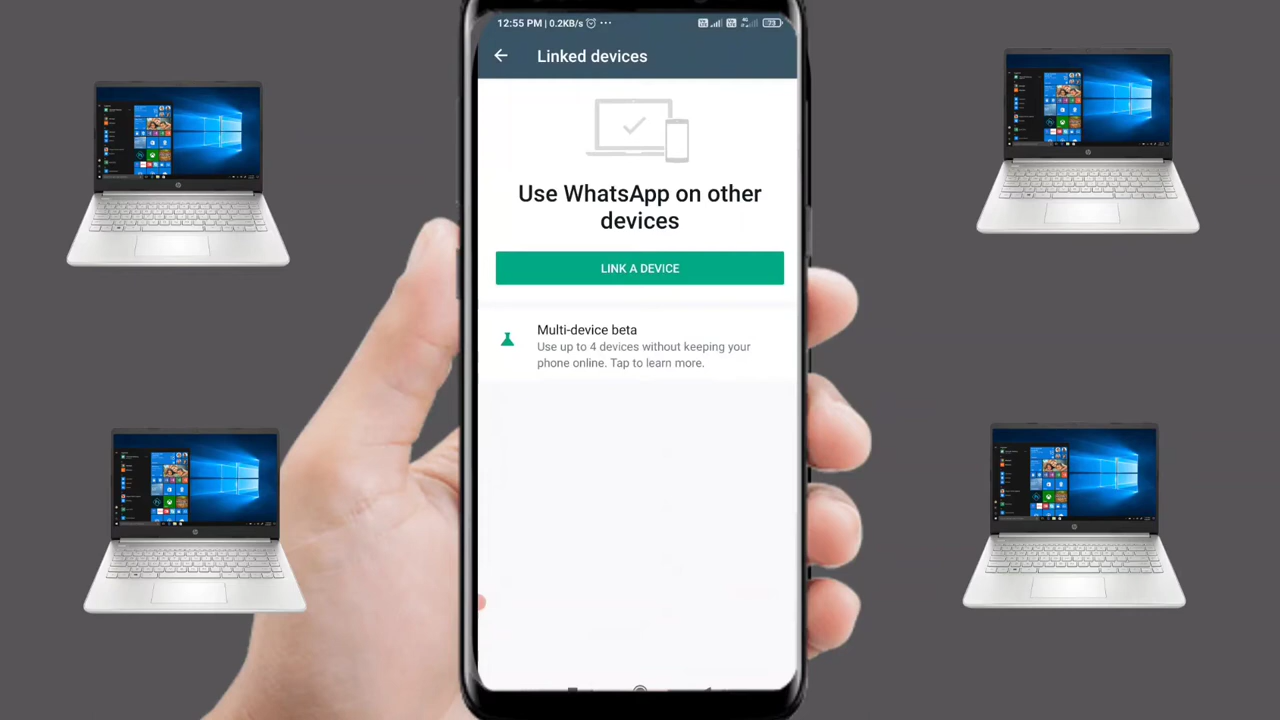 12:55 PM | 0.2KB/s ...
73
Linked devices
Use WhatsApp on other
devices
LINK A DEVICE
Multi-device beta
Use up to 4 devices without keeping your
phone online. Tap to learn more.